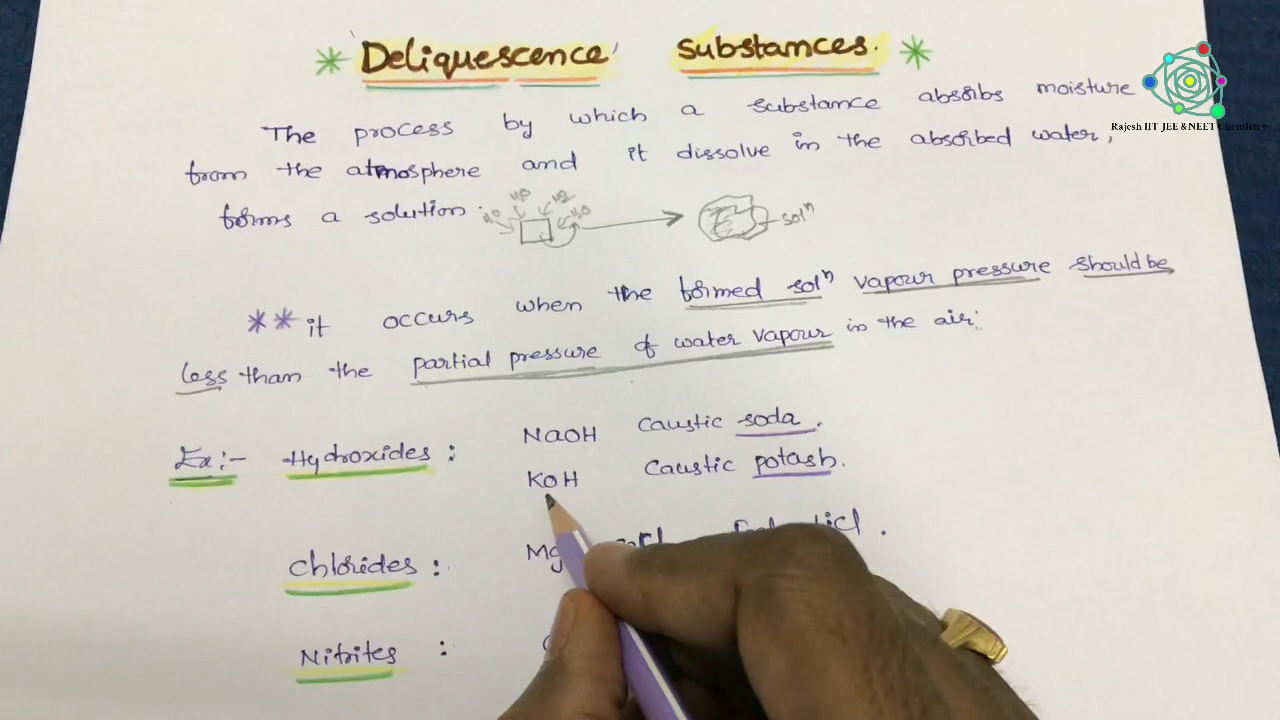 * 'Deliquescence' Substances. *
The process by which a substance absorbs moisture
Rajesh IIT JEE &NEET Chemistry
from the atmosphere and it dissolve in the absorbed water,
forms a solution.
H2O
soln
** it occurs when the formed soln vapour pressure should be
less than the partial pressure of water vapour in the air.
Ex:- Hydroxides : NaOH Caustic soda.
KOH Caustic potash.
Chlorides : Mg
Nitrites :